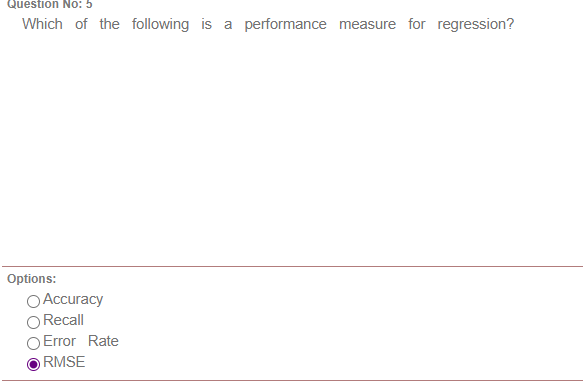 Question No: 5
Which of the following is a performance measure for regression?
Options:
Accuracy
Recall
Error Rate
RMSE